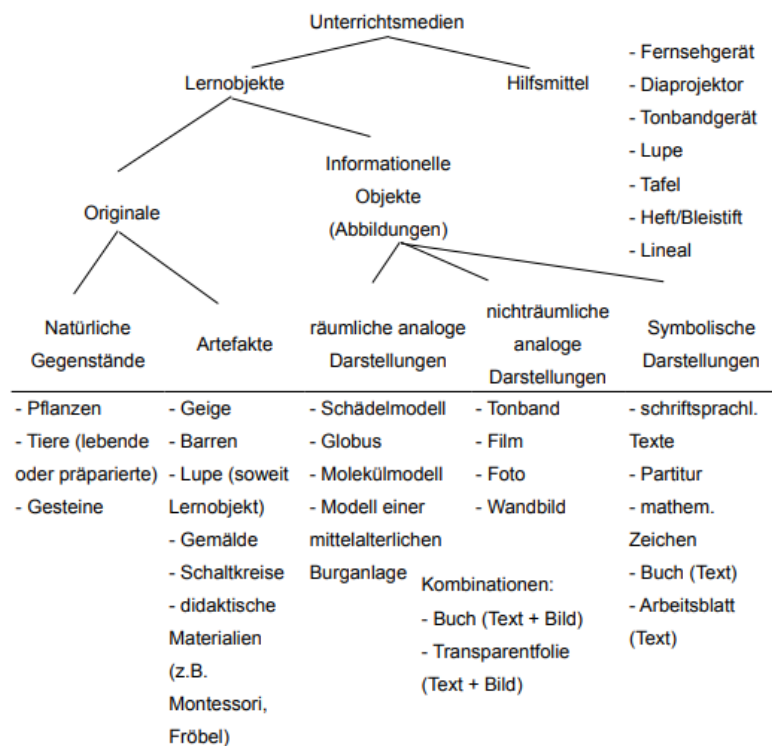 Unterrichtsmedien
Lernobjekte
Hilfsmittel
- Fernsehgerät
- Diaprojektor
- Tonbandgerät
- Lupe
- Tafel
- Heft/Bleistift
- Lineal
Originale
Informationelle
Objekte
(Abbildungen)
Natürliche
Gegenstände
Artefakte
räumliche analoge
Darstellungen
nichträumliche
analoge
Darstellungen
Symbolische
Darstellungen
- Pflanzen
- Tiere (lebende
oder präparierte)
- Gesteine
- Geige
- Barren
- Lupe (soweit
Lernobjekt)
- Gemälde
- Schaltkreise
- didaktische
Materialien
(z.B.
Montessori,
Fröbel)
- Schädelmodell
- Globus
- Molekülmodell
- Modell einer
mittelalterlichen
Burganlage
- Tonband
- Film
- Foto
- Wandbild
Kombinationen:
- Buch (Text + Bild)
- Transparentfolie
(Text + Bild)
- schriftsprachl.
Texte
- Partitur
- mathem.
Zeichen
- Buch (Text)
- Arbeitsblatt
(Text)